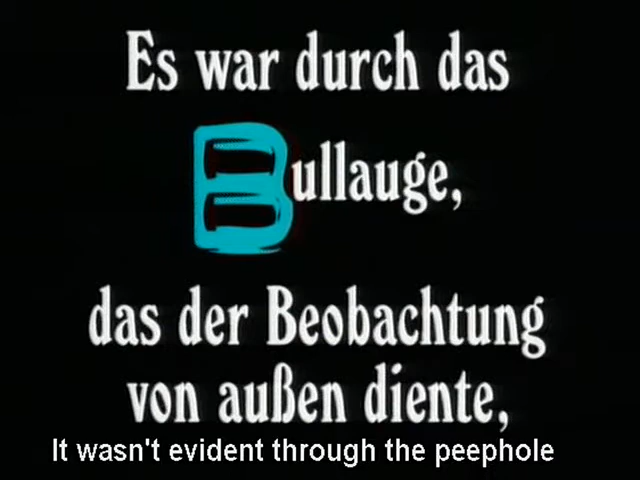 Es war durch das
Bullauge,
das der Beobachtung
von außen diente,
It wasn't evident through the peephole